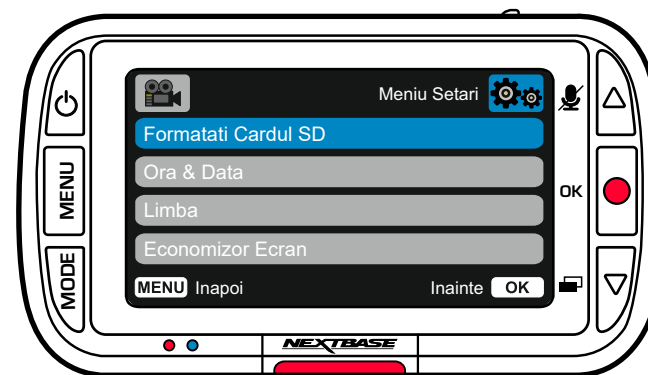 Meniu Setari
Formatati Cardul SD
Ora & Data
Limba
Economizor Ecran
MENU Inapoi Inainte OK
MENU
MODE
OK
NEXTBASE